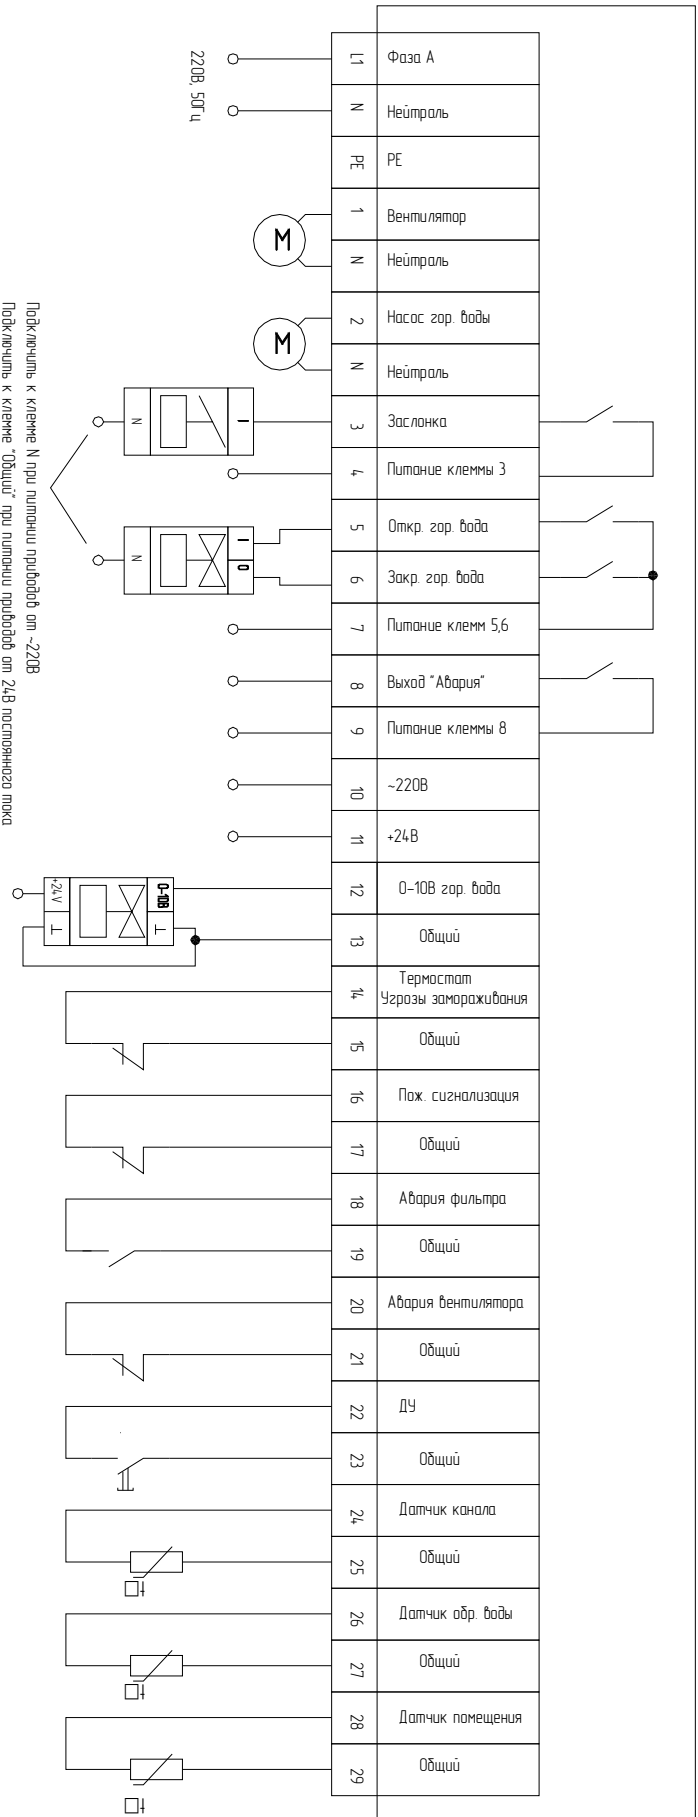 220В, 50Гц
L1 Фаза А
N Нейтраль
PE PE
1 Вентилятор
M
N Нейтраль
2 Насос гор. воды
M
N Нейтраль
3 Заслонка
N
I
4 Питание клеммы 3
5 Откр. гор. вода
N
I
0
6 Закр. гор. вода
7 Питание клемм 5,6
8 Выход "Авария"
9 Питание клеммы 8
10 ~220В
11 +24В
12 0-10В гор. вода
+24V
0-10В
13 Общий
14 Термостат
Угрозы замораживания
15 Общий
16 Пож. сигнализация
17 Общий
18 Авария фильтра
19 Общий
20 Авария вентилятора
21 Общий
22 ДУ
23 Общий
24 Датчик канала
25 Общий
26 Датчик обр. воды
27 Общий
28 Датчик помещения
29 Общий
Подключить к клемме N при питании приводов от ~220В
Подключить к клемме "Общий" при питании приводов от 24В постоянного тока